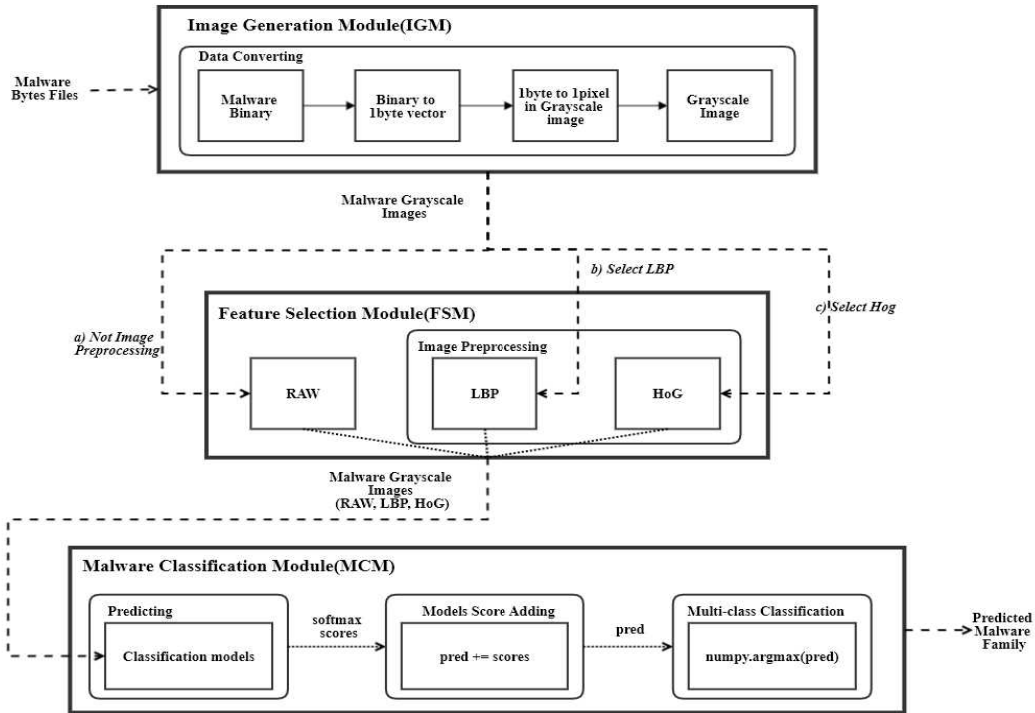 Image Generation Module(IGM)
Data Converting
Malware
Bytes Files
Malware
Binary
Binary to
1byte vector
1byte to 1pixel
in Grayscale
image
Grayscale
Image
Malware Grayscale
Images
b) Select LBP
c) Select Hog
a) Not Image
Preprocessing
Feature Selection Module(FSM)
Image Preprocessing
RAW
LBP
HoG
Malware Grayscale
Images
(RAW, LBP, HoG)
Malware Classification Module(MCM)
Predicting
Classification models
softmax
scores
Models Score Adding
pred += scores
pred
Multi-class Classification
numpy.argmax(pred)
Predicted
Malware
Family